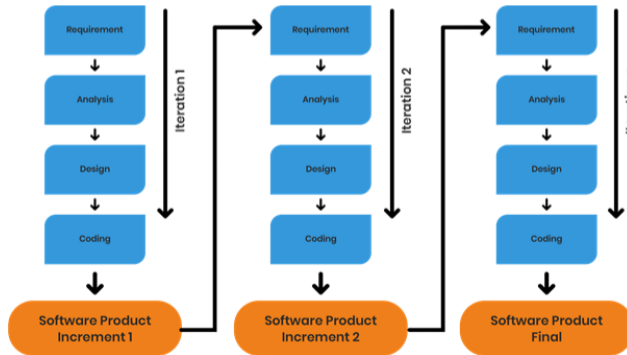 Requirement
Analysis
Design
Coding
Iteration 1
Software Product
Increment 1
Requirement
Analysis
Design
Coding
Iteration 2
Software Product
Increment 2
Requirement
Analysis
Design
Coding
Software Product
Final